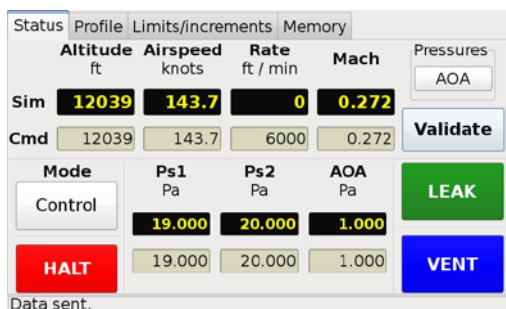 Status Profile Limits/increments Memory
Altitude Airspeed Rate Mach Pressures
ft knots ft / min AOA
Sim 12039 143.7 0 0.272
Cmd 12039 143.7 6000 0.272 Validate
Mode Ps1 Ps2 AOA
Pa Pa Pa LEAK
Control
19.000 20.000 1.000
HALT 19.000 20.000 1.000 VENT
Data sent.